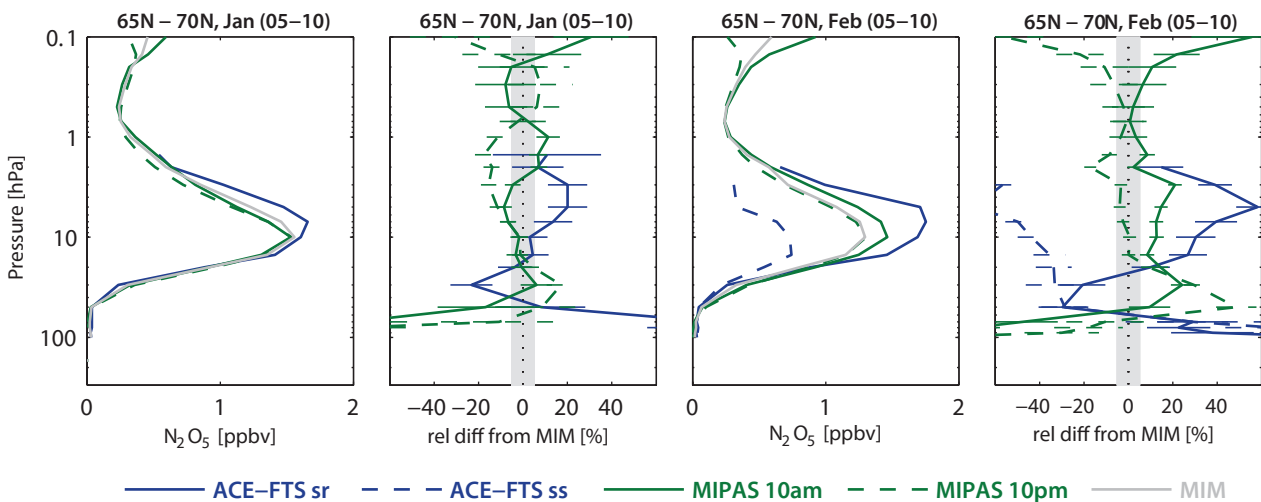 65N – 70N, Jan (05–10)
65N – 70N, Jan (05–10)
65N – 70N, Feb (05–10)
65N – 70N, Feb (05–10)
Pressure [hPa]
0.1
1
10
100
0 1 2
−40 −20 0 20 40
0 1 2
−40 −20 0 20 40
N2O5 [ppbv]
rel diff from MIM [%]
N2O5 [ppbv]
rel diff from MIM [%]
ACE–FTS sr ACE–FTS ss MIPAS 10am MIPAS 10pm MIM